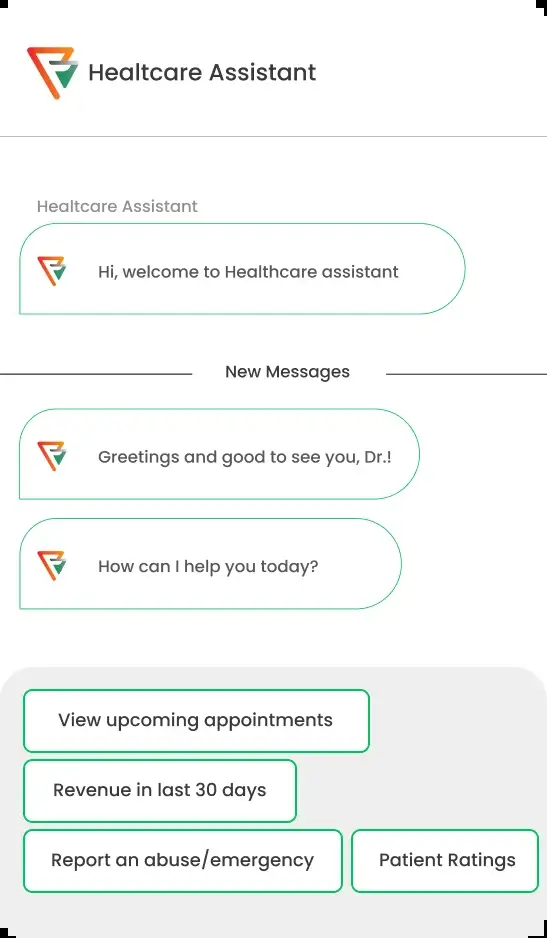 Healtcare Assistant
Healtcare Assistant
Hi, welcome to Healthcare assistant
New Messages
Greetings and good to see you, Dr.!
How can I help you today?
View upcoming appointments
Revenue in last 30 days
Report an abuse/emergency
Patient Ratings